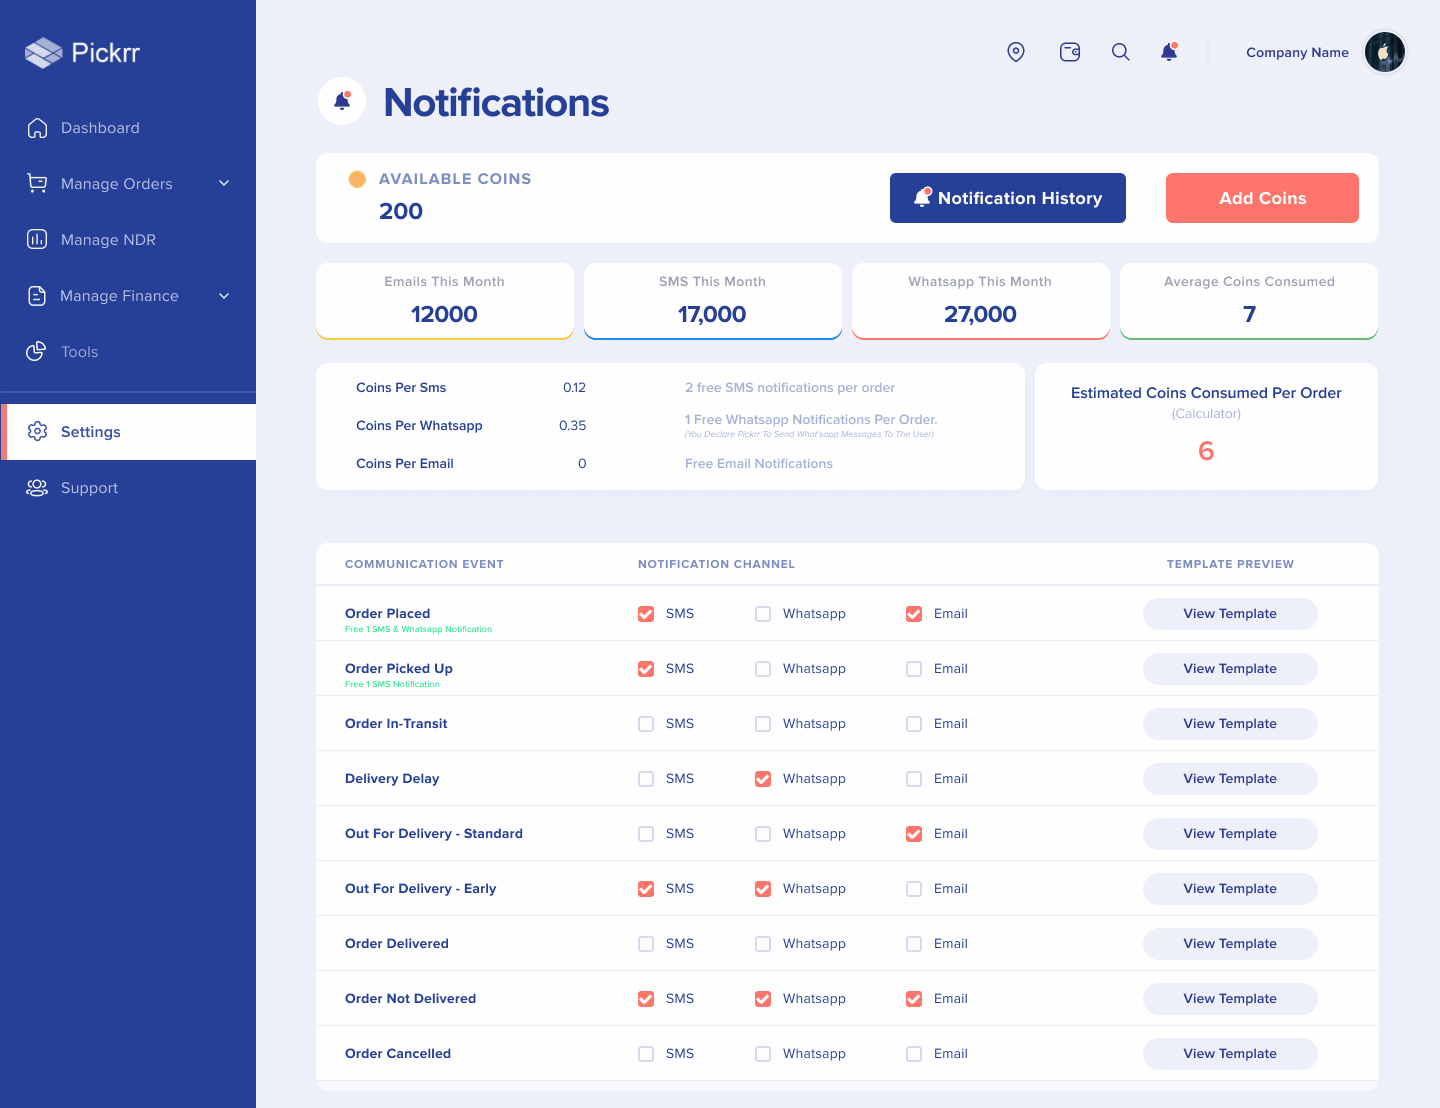 Pickrr
Dashboard
Manage Orders
Manage NDR
Manage Finance
Tools
Settings
Support
Company Name
Notifications
AVAILABLE COINS
200
Notification History
Add Coins
Emails This Month
12000
SMS This Month
17,000
Whatsapp This Month
27,000
Average Coins Consumed
7
Coins Per Sms 0.12 2 free SMS notifications per order
Coins Per Whatsapp 0.35 1 Free Whatsapp Notifications Per Order.
(You Declare Pickrr To Send What'sapp Messages To The User)
Coins Per Email 0 Free Email Notifications
Estimated Coins Consumed Per Order
(Calculator)
6
COMMUNICATION EVENT NOTIFICATION CHANNEL TEMPLATE PREVIEW
Order Placed SMS Whatsapp Email View Template
Free 1 SMS & Whatsapp Notification
Order Picked Up SMS Whatsapp Email View Template
Free 1 SMS Notification
Order In-Transit SMS Whatsapp Email View Template
Delivery Delay SMS Whatsapp Email View Template
Out For Delivery - Standard SMS Whatsapp Email View Template
Out For Delivery - Early SMS Whatsapp Email View Template
Order Delivered SMS Whatsapp Email View Template
Order Not Delivered SMS Whatsapp Email View Template
Order Cancelled SMS Whatsapp Email View Template